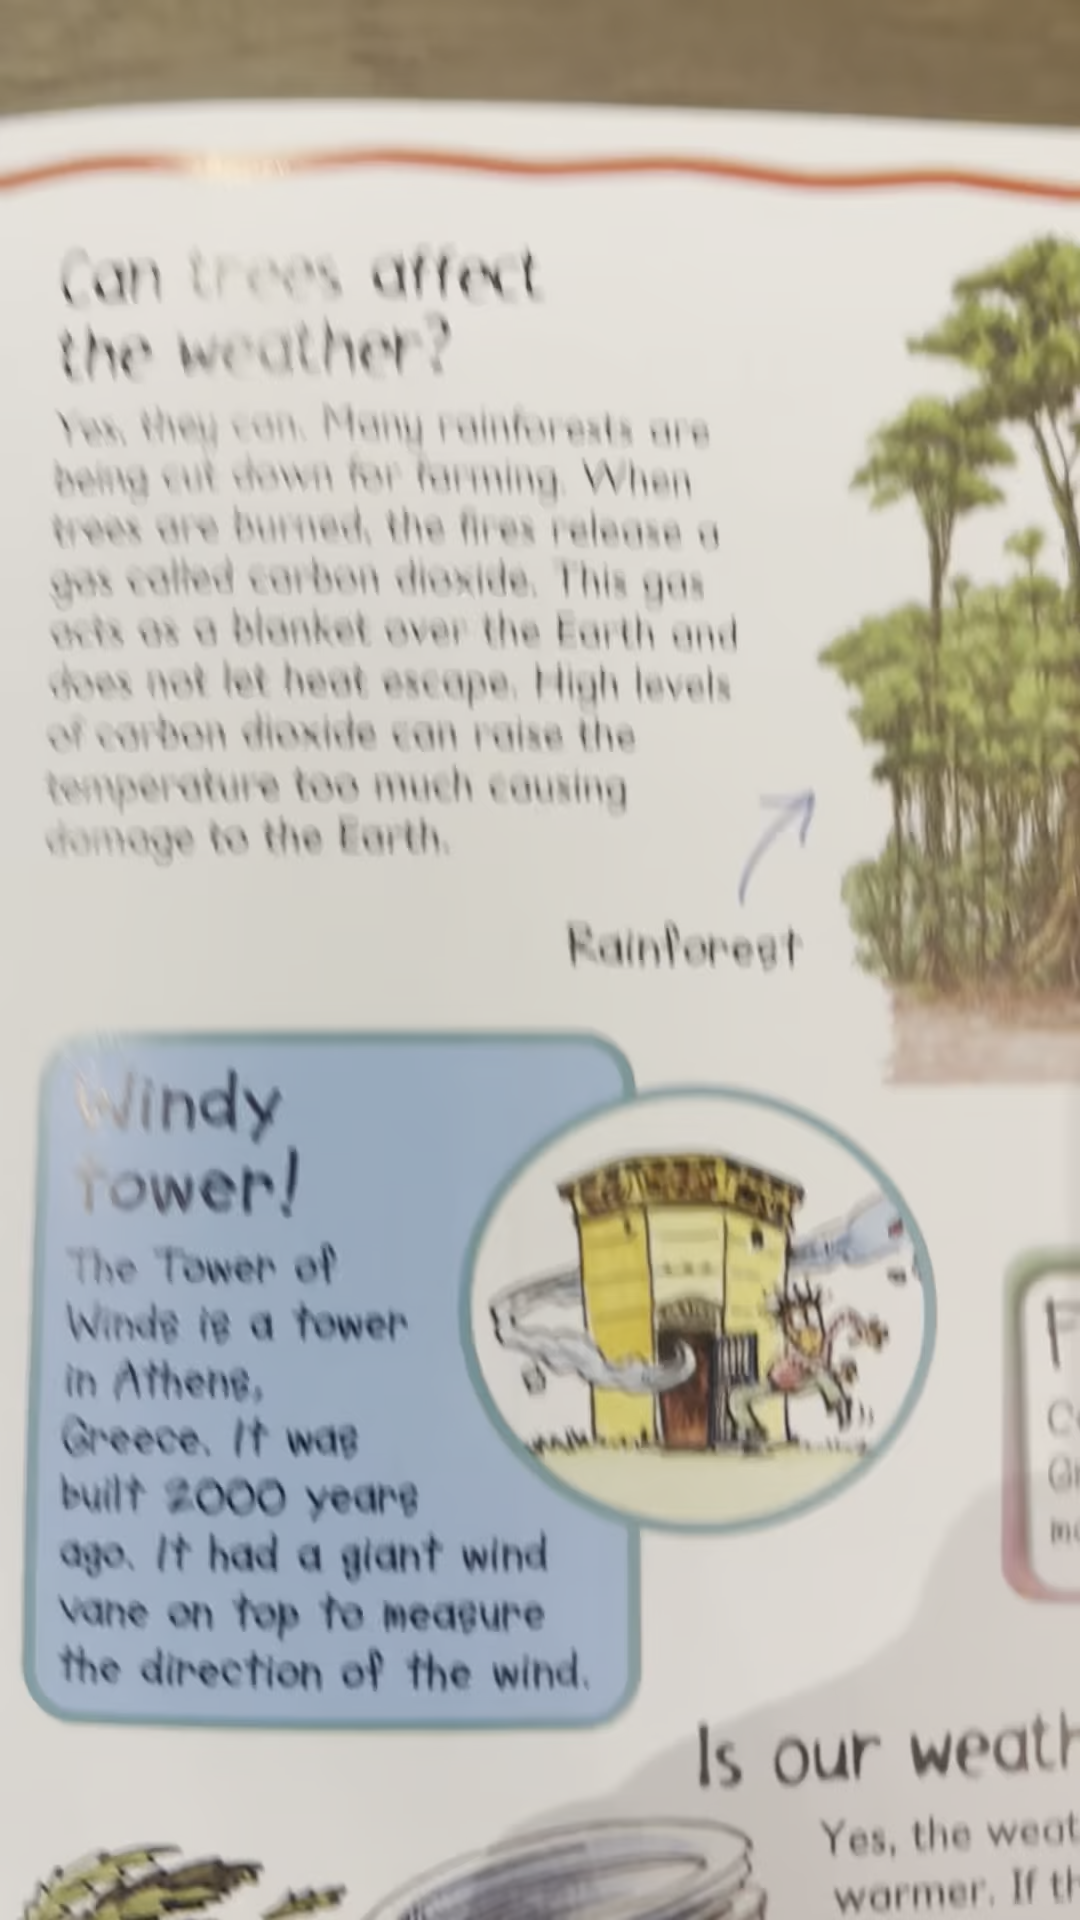 Can trees affect
the weather?
Yes, they can. Many rainforests are
being cut down for farming. When
trees are burned, the fires release a
gas called carbon dioxide. This gas
acts as a blanket over the Earth and
does not let heat escape. High levels
of carbon dioxide can raise the
temperature too much causing
damage to the Earth.
Rainforest
Windy
tower!
The Tower of
Winds is a tower
in Athens,
Greece. It was
built 2000 years
ago. It had a giant wind
vane on top to measure
the direction of the wind.
Is our
Yes, the
warmer. If